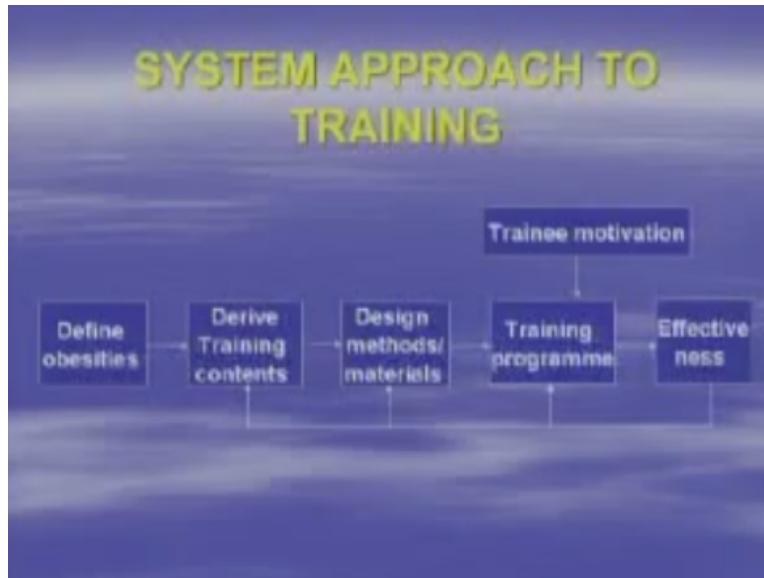 SYSTEM APPROACH TO
TRAINING
Trainee motivation
Define
obesities
Derive
Training
contents
Design
methods/
materials
Training
programme
Effective
ness